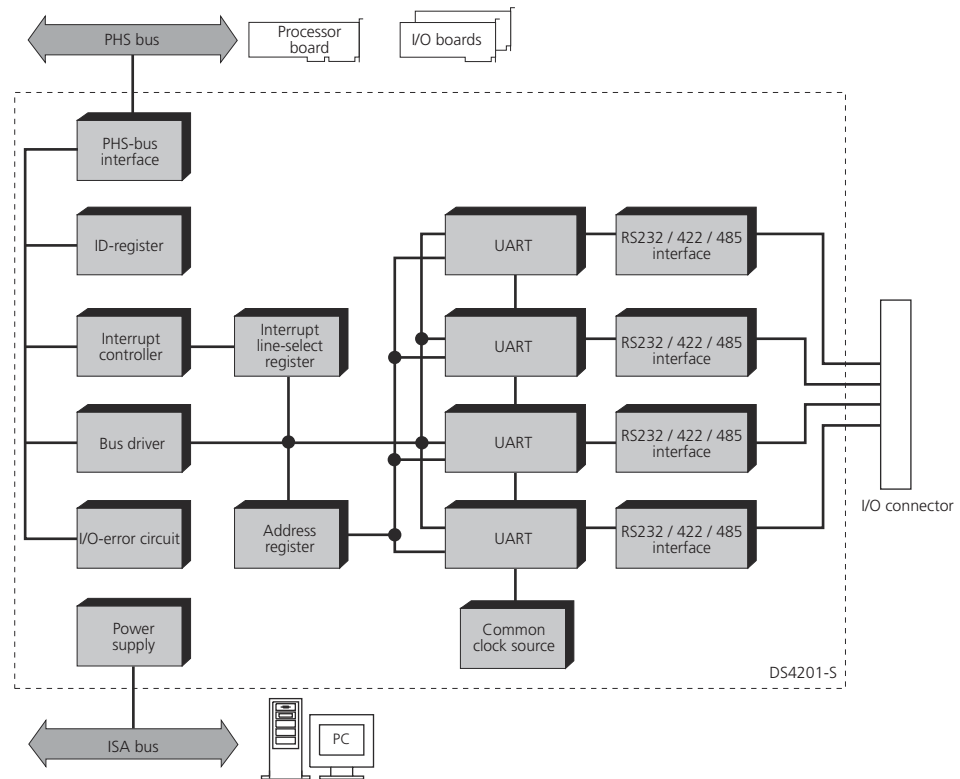 PHS bus
Processor
board
I/O boards
PHS-bus
interface
ID-register
UART
RS232 / 422 / 485
interface
Interrupt
controller
Interrupt
line-select
register
UART
RS232 / 422 / 485
interface
Bus driver
UART
RS232 / 422 / 485
interface
I/O connector
I/O-error circuit
Address
register
UART
RS232 / 422 / 485
interface
Power
supply
Common
clock source
DS4201-S
ISA bus
PC